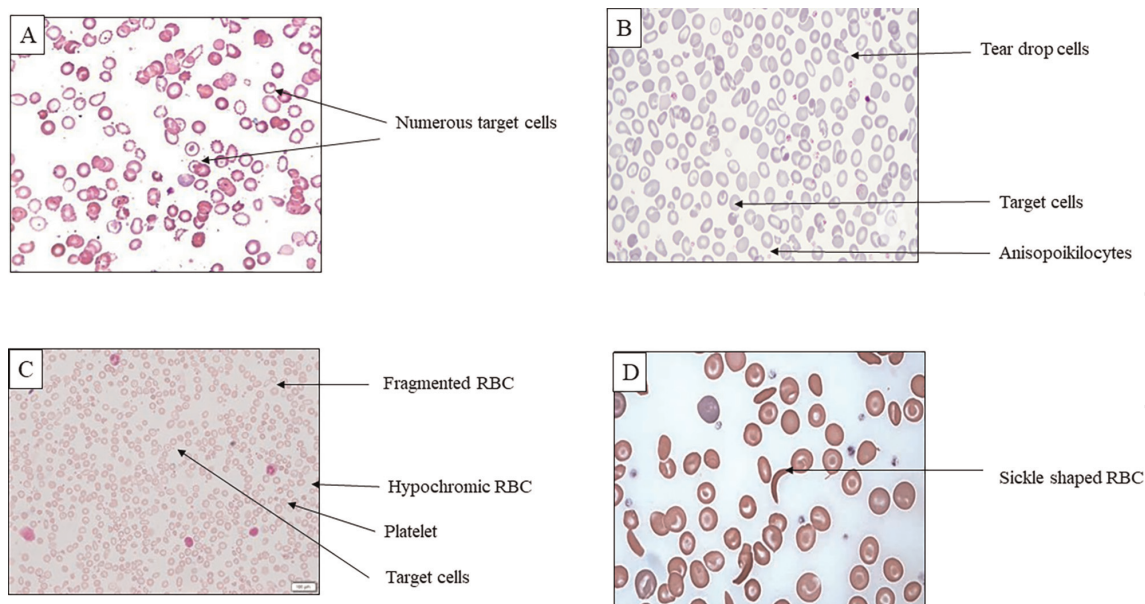 A
Numerous target cells
B
Tear drop cells
Target cells
Anisopoikilocytes
C
Fragmented RBC
Hypochromic RBC
Platelet
Target cells
D
Sickle shaped RBC